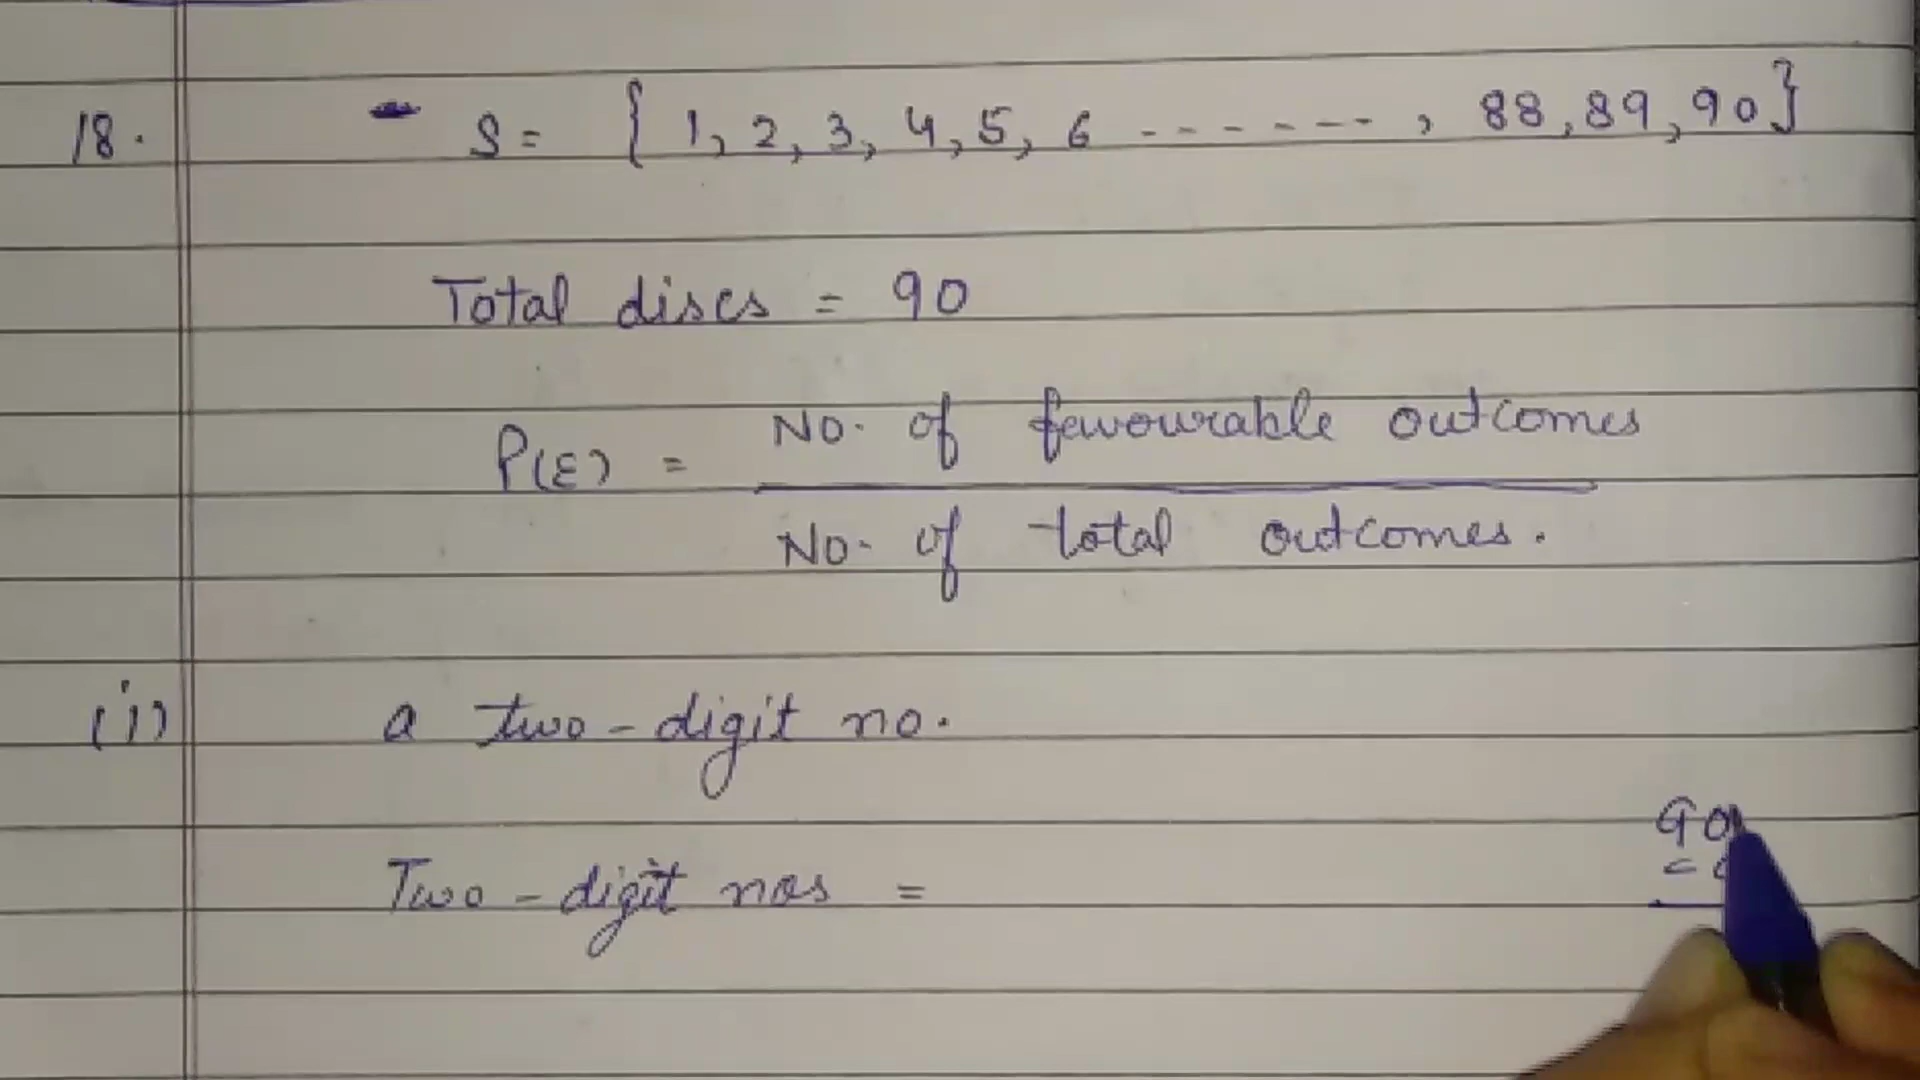 18. S = { 1, 2, 3, 4, 5, 6 - - - - - - - , 88, 89, 90}
Total discs = 90
P(E) = No. of favourable outcomes
No. of total outcomes.
(i) a two-digit no.
90
Two-digit nos =